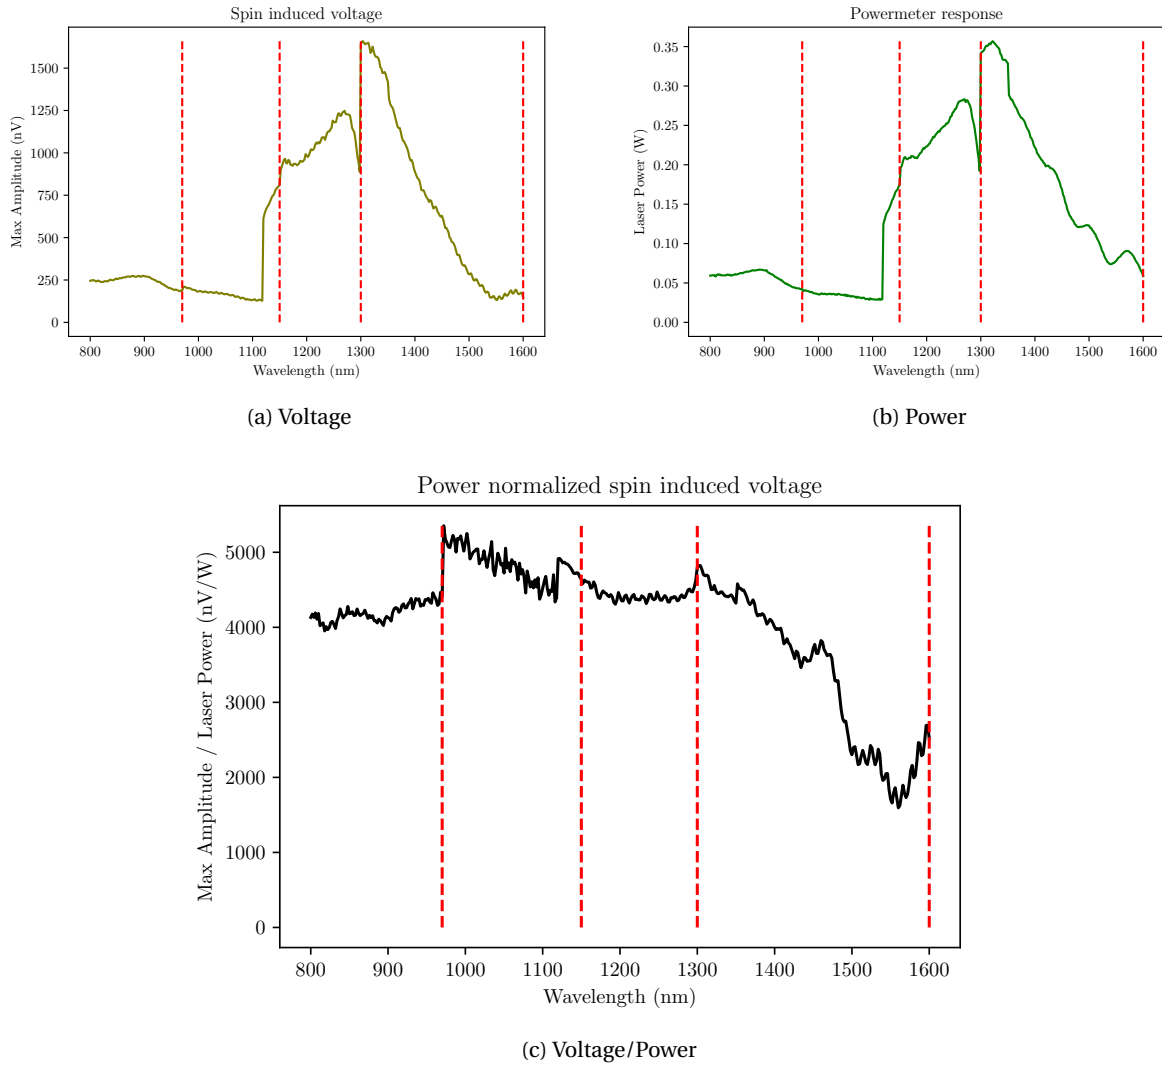 Spin induced voltage
Max Amplitude (nV)
1500
1250
1000
750
500
250
0
800 900 1000 1100 1200 1300 1400 1500 1600
Wavelength (nm)
(a) Voltage
Powermeter response
Laser Power (W)
0.35
0.30
0.25
0.20
0.15
0.10
0.05
0.00
800 900 1000 1100 1200 1300 1400 1500 1600
Wavelength (nm)
(b) Power
Power normalized spin induced voltage
Max Amplitude / Laser Power (nV/W)
5000
4000
3000
2000
1000
0
800 900 1000 1100 1200 1300 1400 1500 1600
Wavelength (nm)
(c) Voltage/Power